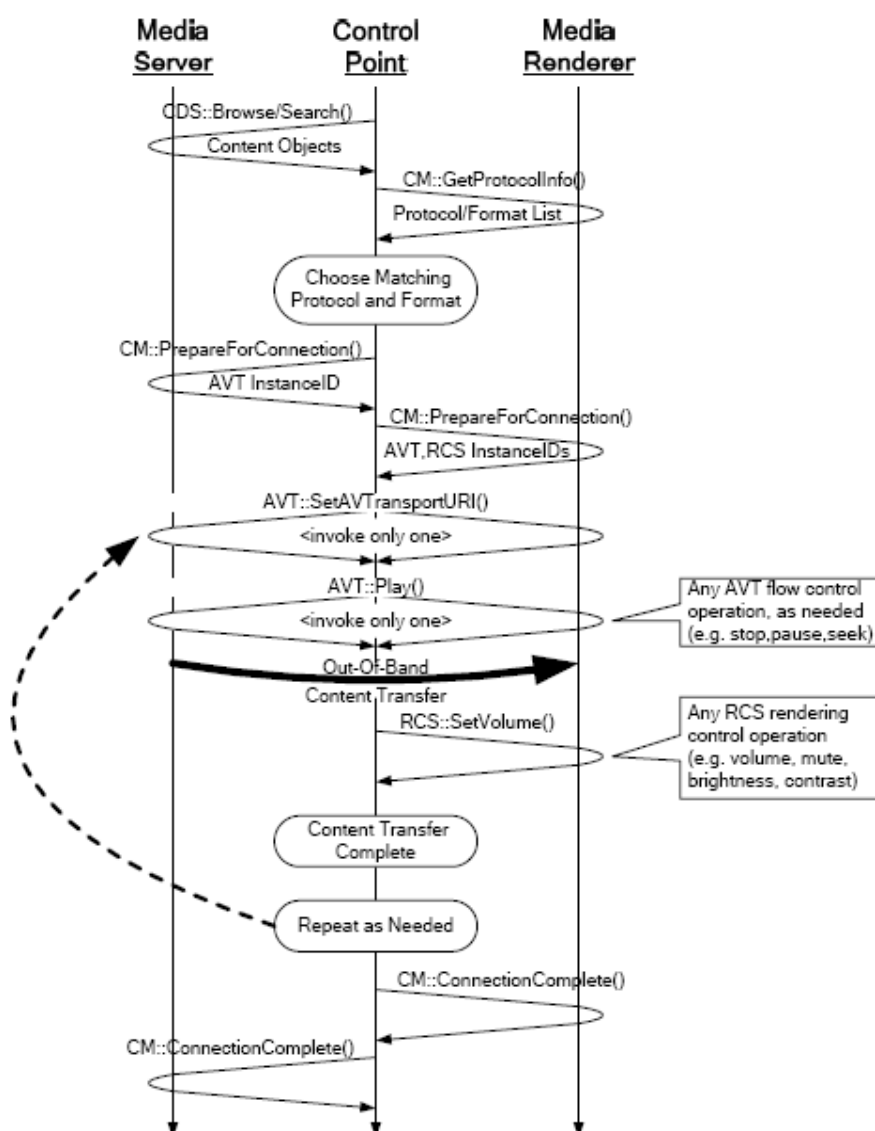 Media
Server
Control
Point
Media
Renderer
CDS::Browse/Search()
Content Objects
CM::GetProtocolInfo()
Protocol/Format List
Choose Matching
Protocol and Format
CM::PrepareForConnection()
AVT InstanceID
CM::PrepareForConnection()
AVT,RCS InstanceIDs
AVT::SetAVTransportURI()
<invoke only one>
AVT::Play()
<invoke only one>
Any AVT flow control
operation, as needed
(e.g. stop,pause,seek)
Out-Of-Band
Content Transfer
RCS::SetVolume()
Any RCS rendering
control operation
(e.g. volume, mute,
brightness, contrast)
Content Transfer
Complete
Repeat as Needed
CM::ConnectionComplete()
CM::ConnectionComplete()